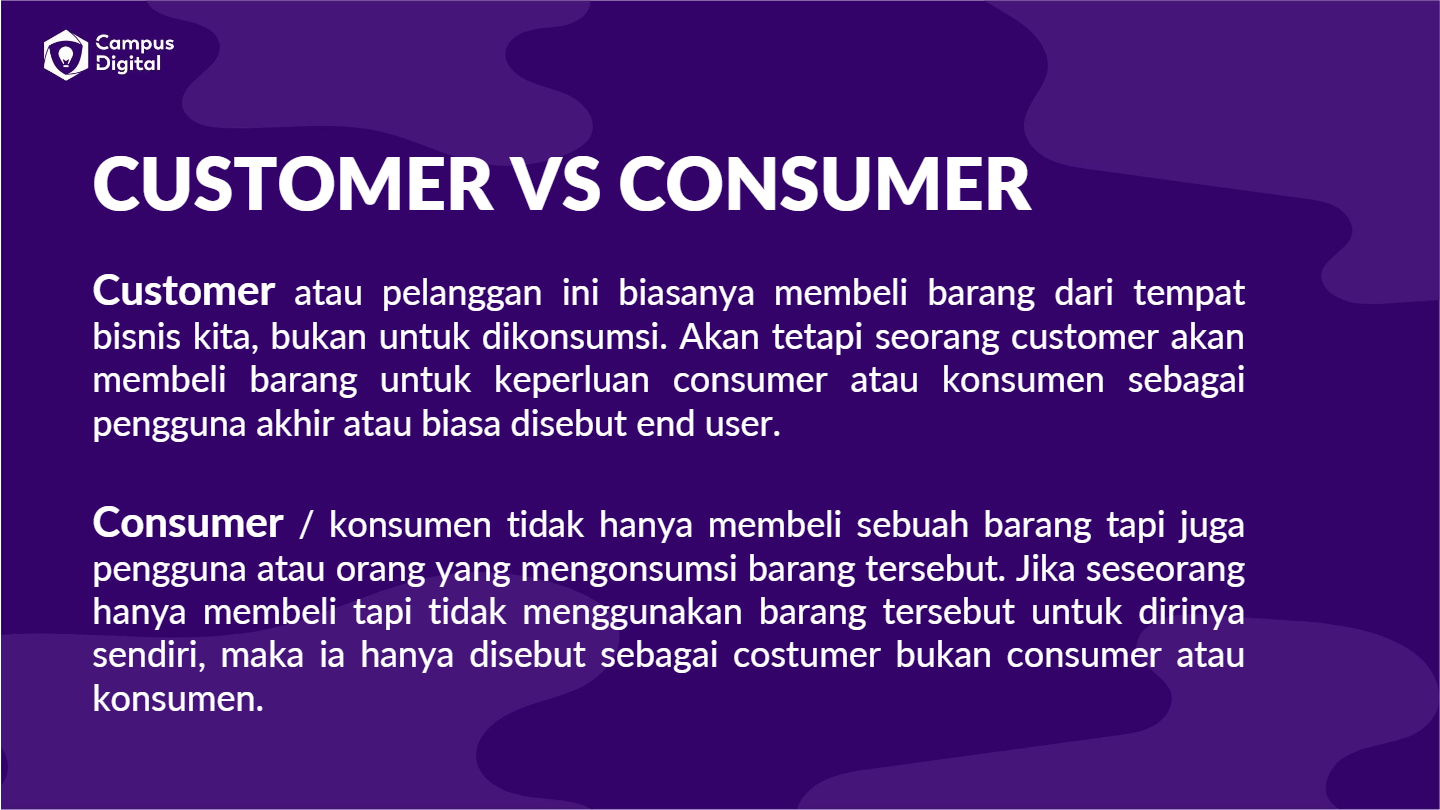 Campus
Digital
CUSTOMER VS CONSUMER
Customer atau pelanggan ini biasanya membeli barang dari tempat
bisnis kita, bukan untuk dikonsumsi. Akan tetapi seorang customer akan
membeli barang untuk keperluan consumer atau konsumen sebagai
pengguna akhir atau biasa disebut end user.
Consumer / konsumen tidak hanya membeli sebuah barang tapi juga
pengguna atau orang yang mengonsumsi barang tersebut. Jika seseorang
hanya membeli tapi tidak menggunakan barang tersebut untuk dirinya
sendiri, maka ia hanya disebut sebagai costumer bukan consumer atau
konsumen.